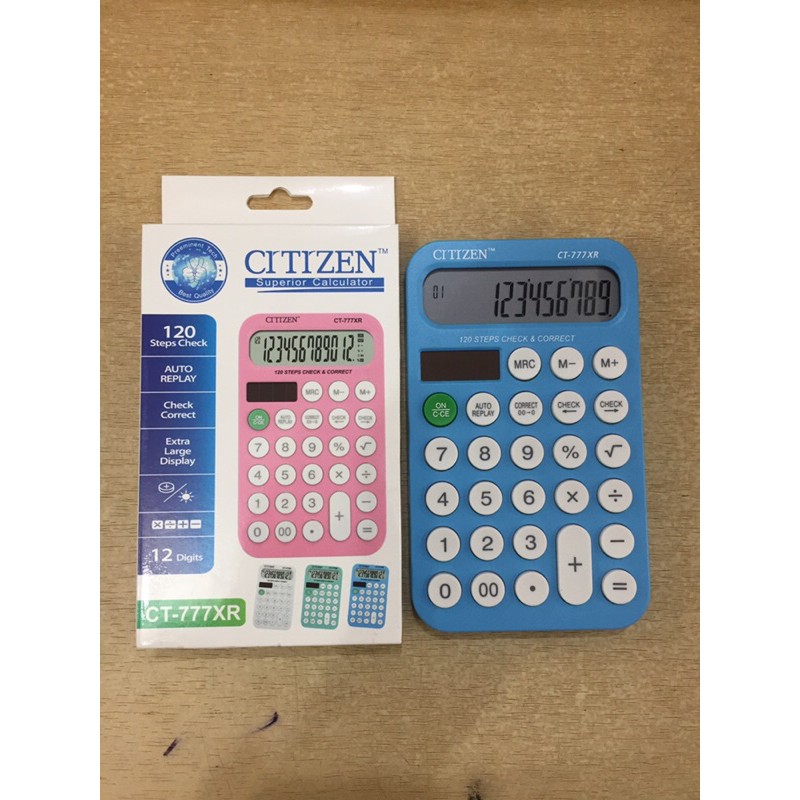 Preeminent Tech
Best Quality
CITIZEN™
Superior Calculator
120
Steps Check
AUTO
REPLAY
Check
Correct
Extra
Large
Display
12 Digits
CT-777XR
CITIZEN
CT-777XR
123456789012.
120 STEPS CHECK & CORRECT
MRC M− M+
ON
C·CE
AUTO
REPLAY
CORRECT
00→0
CHECK
←
CHECK
→
7 8 9 % √
4 5 6 × ÷
1 2 3 + −
0 00 • =
CITIZEN™ CT-777XR
01 123456789.
120 STEPS CHECK & CORRECT
MRC M− M+
ON
C·CE
AUTO
REPLAY
CORRECT
00→0
CHECK
←
CHECK
→
7 8 9 % √
4 5 6 × ÷
1 2 3 + −
0 00 • =